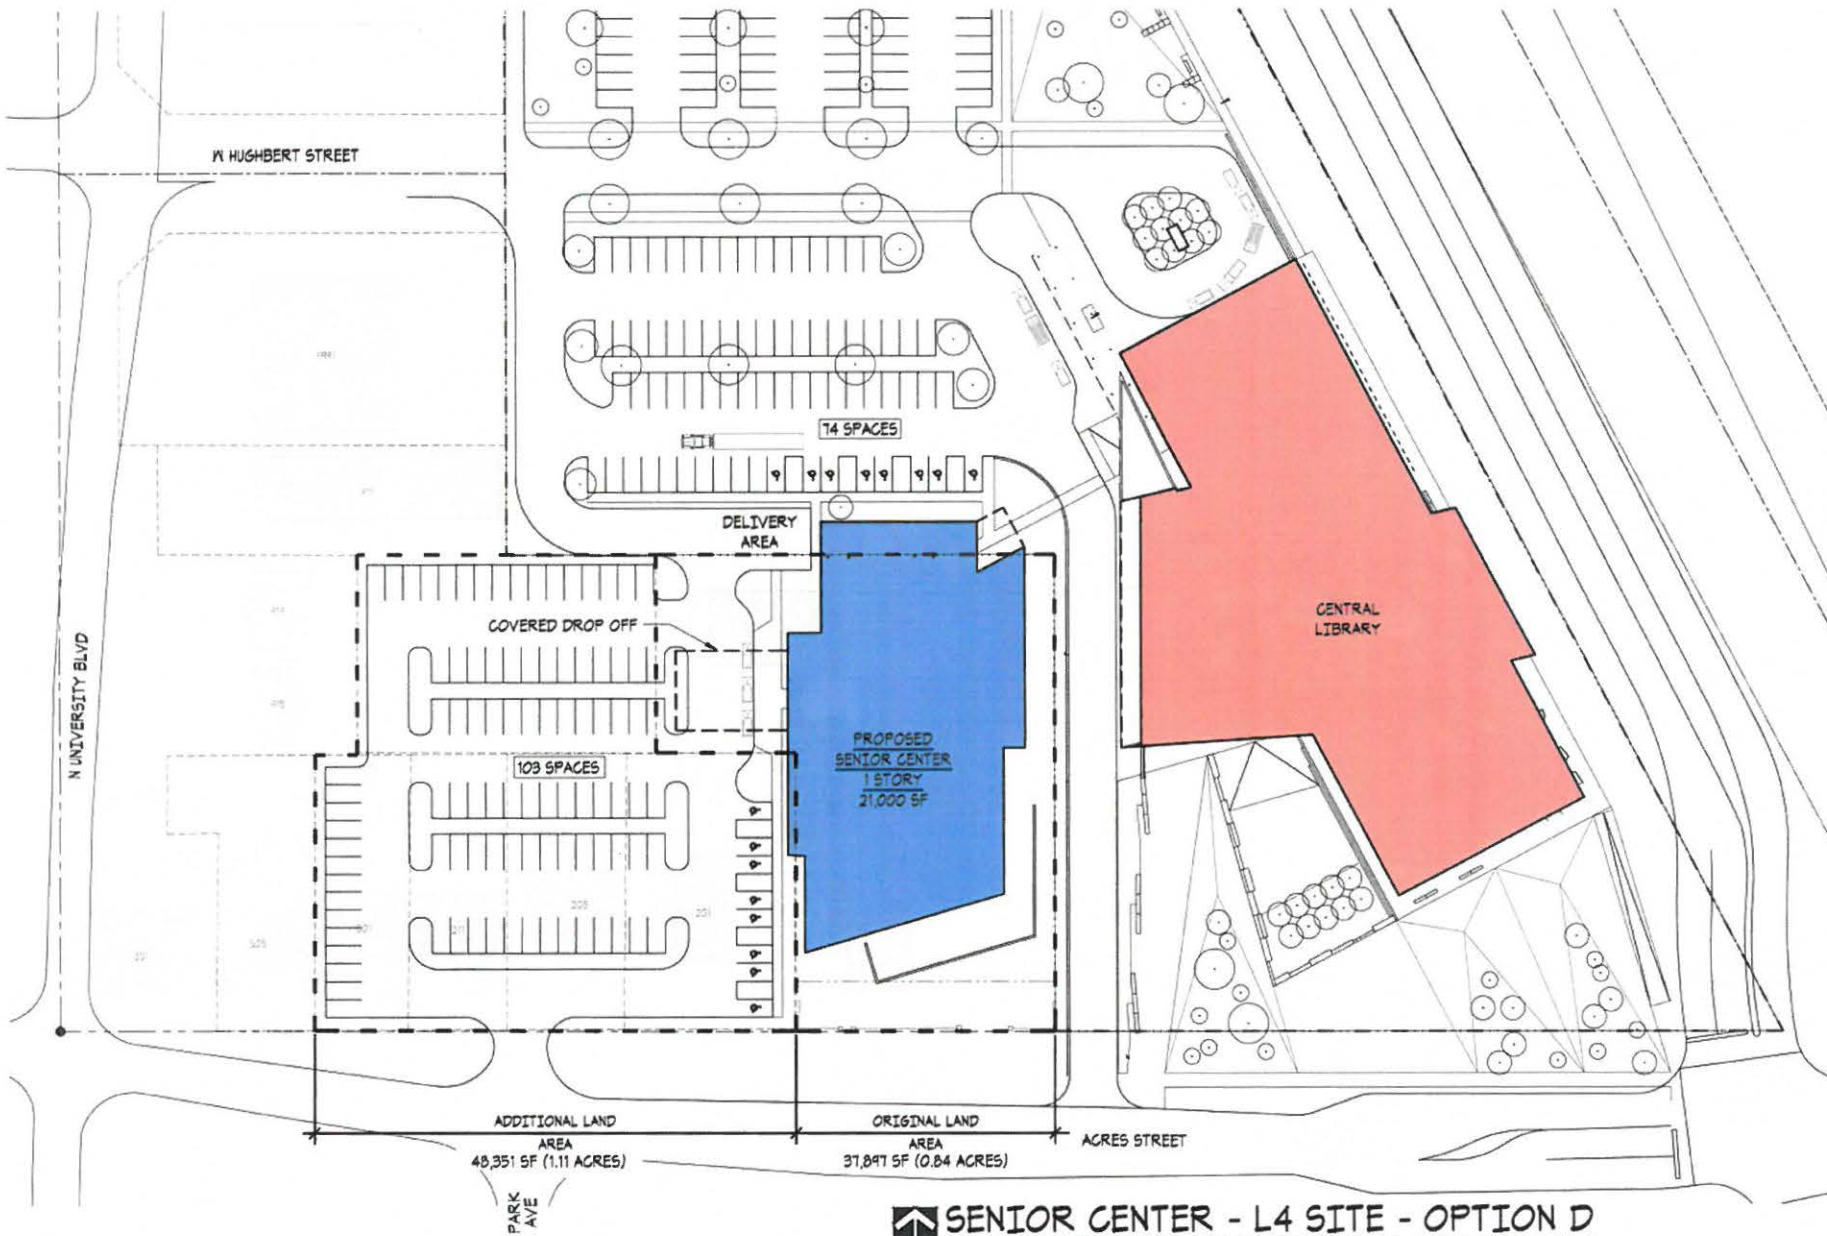 W HUGHBERT STREET
74 SPACES
DELIVERY
AREA
COVERED DROP OFF
N UNIVERSITY BLVD
CENTRAL
LIBRARY
PROPOSED
SENIOR CENTER
1 STORY
21,000 SF
103 SPACES
205
201
ADDITIONAL LAND
AREA
48,351 SF (1.11 ACRES)
ORIGINAL LAND
AREA
37,897 SF (0.84 ACRES)
ACRES STREET
PARK
AVE
SENIOR CENTER - L4 SITE - OPTION D